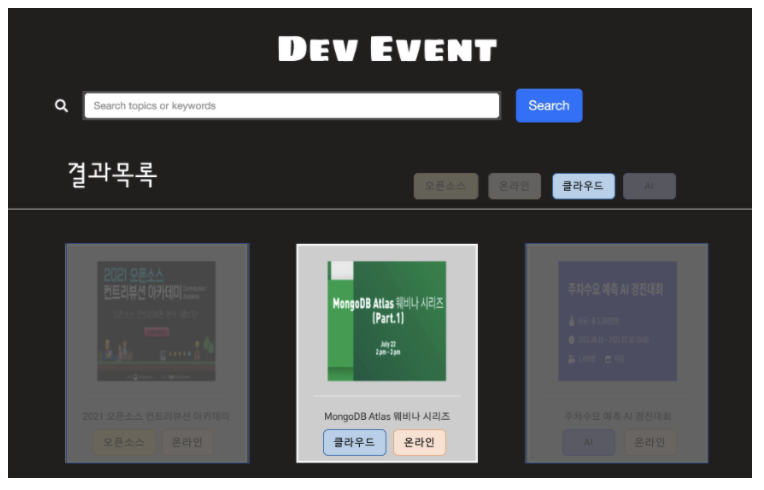 DEV EVENT
Search topics or keywords
Search
결과목록
오픈소스
온라인
클라우드
AI
2021 오픈소스
컨트리뷰션 아카데미
MongoDB Atlas 웨비나 시리즈
(Part.1)
July 22
2 pm - 3 pm
주차수요 예측 AI 경진대회
2021 오픈소스 컨트리뷰션 아카데미
오픈소스
온라인
MongoDB Atlas 웨비나 시리즈
클라우드
온라인
주차수요 예측 AI 경진대회
AI
온라인